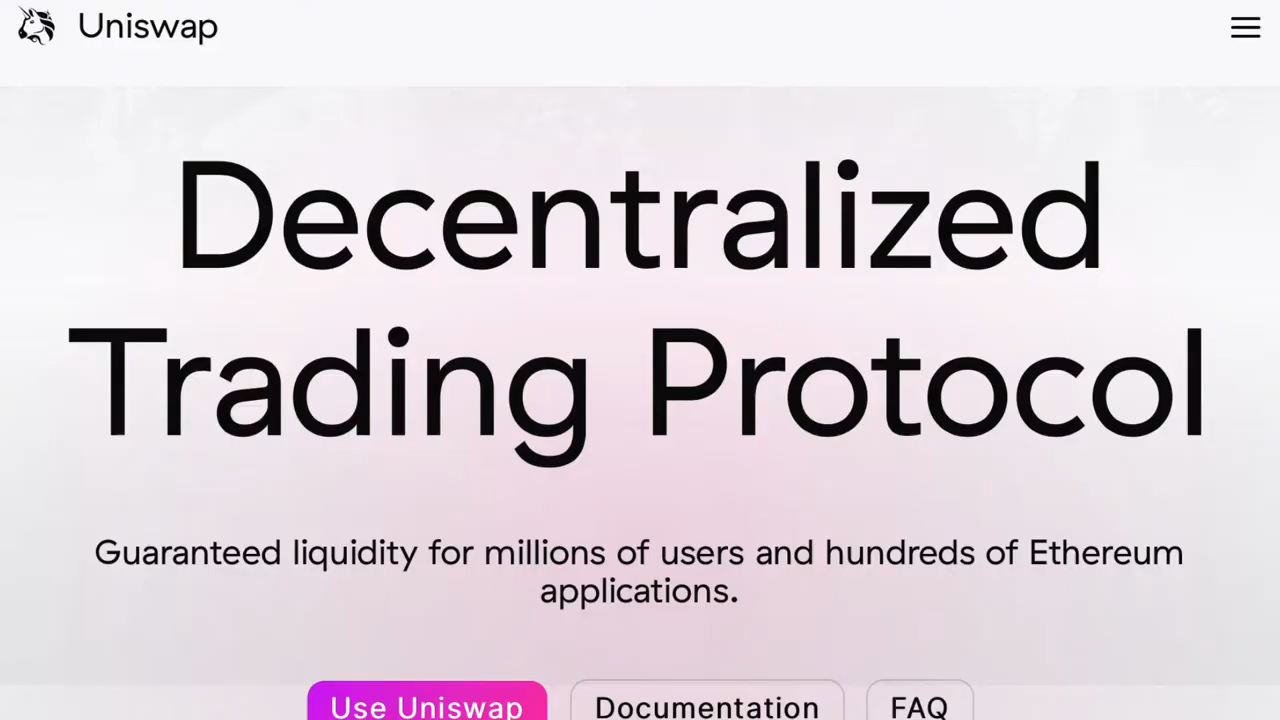 Uniswap
Decentralized
Trading Protocol
Guaranteed liquidity for millions of users and hundreds of Ethereum
applications.
Use Uniswap
Documentation
FAQ